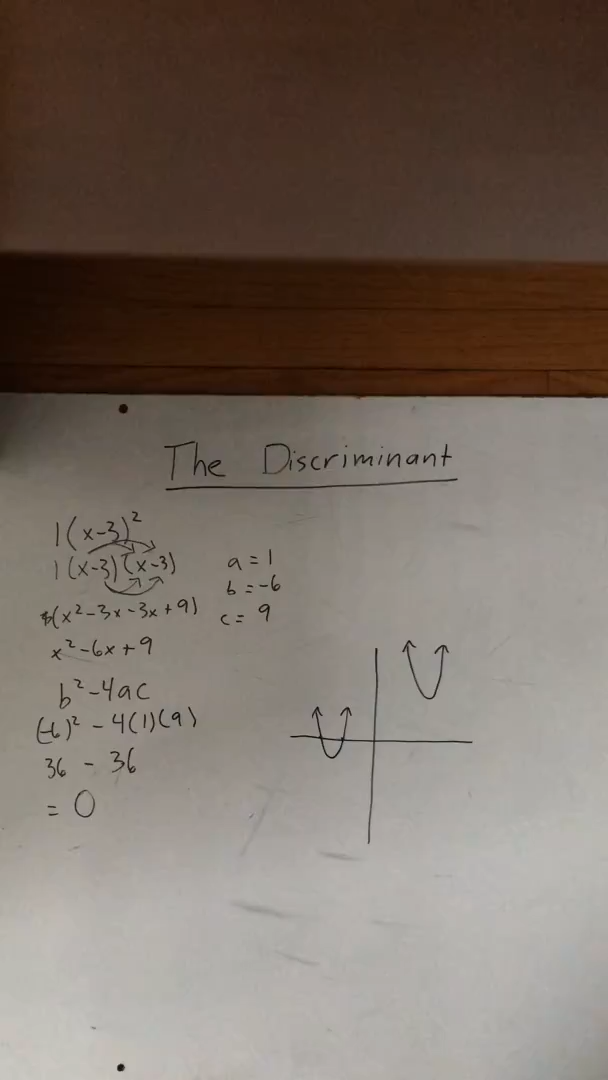 The Discriminant
1(x-3)²
1(x-3)(x-3)
(x²-3x-3x+9)
x²-6x+9
b²-4ac
(-6)² - 4(1)(9)
36 - 36
= 0
a = 1
b = -6
c = 9